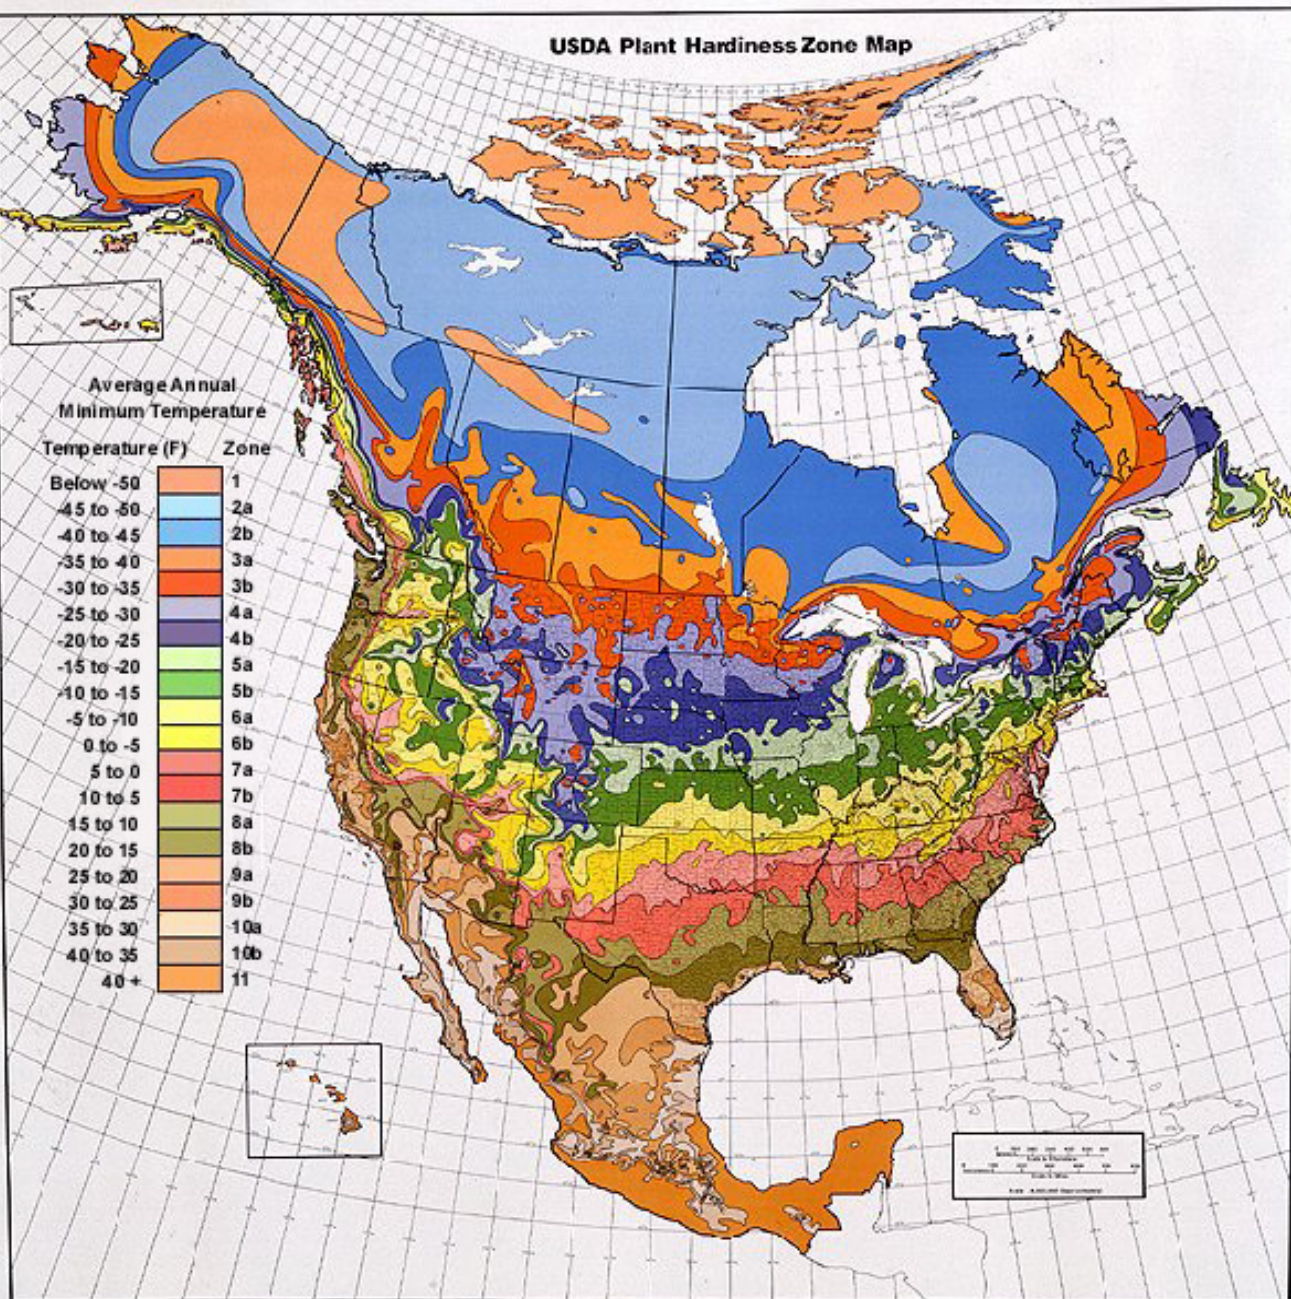 USDA Plant Hardiness Zone Map
Average Annual
Minimum Temperature
Temperature (F) Zone
Below -50 1
-45 to -50 2a
-40 to -45 2b
-35 to -40 3a
-30 to -35 3b
-25 to -30 4a
-20 to -25 4b
-15 to -20 5a
-10 to -15 5b
-5 to -10 6a
0 to -5 6b
5 to 0 7a
10 to 5 7b
15 to 10 8a
20 to 15 8b
25 to 20 9a
30 to 25 9b
35 to 30 10a
40 to 35 10b
40 + 11